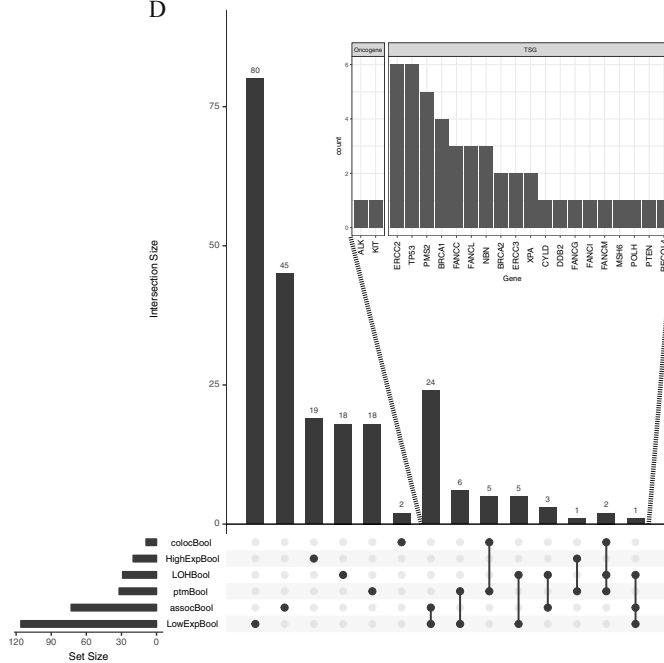 D
Oncogene TSG
6
4
2
0
count
ALK KIT ERCC2 TP53 PMS2 BRCA1 FANCC FANCL NBN BRCA2 ERCC3 XPA CYLD DDB2 FANCG FANCI FANCM MSH6 POLH PTEN
Gene
75
50
25
0
Intersection Size
80
45
19
18
18
2
24
6
5
5
3
1
2
1
colocBool
HighExpBool
LOHBool
ptmBool
assocBool
LowExpBool
120 90 60 30 0
Set Size